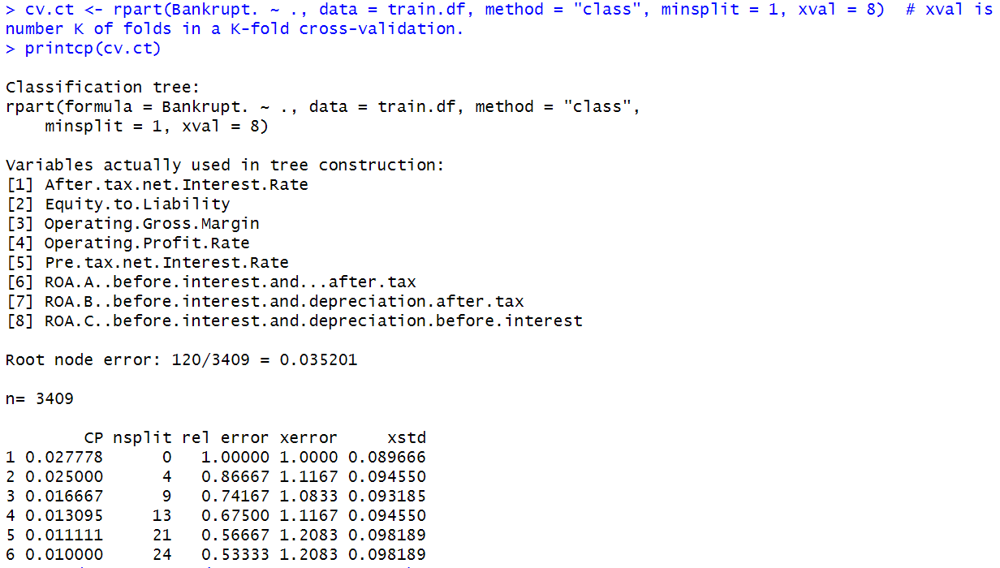 > cv.ct <- rpart(Bankrupt. ~ ., data = train.df, method = "class", minsplit = 1, xval = 8)  # xval is
number K of folds in a K-fold cross-validation.
> printcp(cv.ct)

Classification tree:
rpart(formula = Bankrupt. ~ ., data = train.df, method = "class",
    minsplit = 1, xval = 8)

Variables actually used in tree construction:
[1] After.tax.net.Interest.Rate
[2] Equity.to.Liability
[3] Operating.Gross.Margin
[4] Operating.Profit.Rate
[5] Pre.tax.net.Interest.Rate
[6] ROA.A..before.interest.and...after.tax
[7] ROA.B..before.interest.and.depreciation.after.tax
[8] ROA.C..before.interest.and.depreciation.before.interest

Root node error: 120/3409 = 0.035201

n= 3409

        CP nsplit rel error xerror     xstd
1 0.027778      0   1.00000 1.0000 0.089666
2 0.025000      4   0.86667 1.1167 0.094550
3 0.016667      9   0.74167 1.0833 0.093185
4 0.013095     13   0.67500 1.1167 0.094550
5 0.011111     21   0.56667 1.2083 0.098189
6 0.010000     24   0.53333 1.2083 0.098189